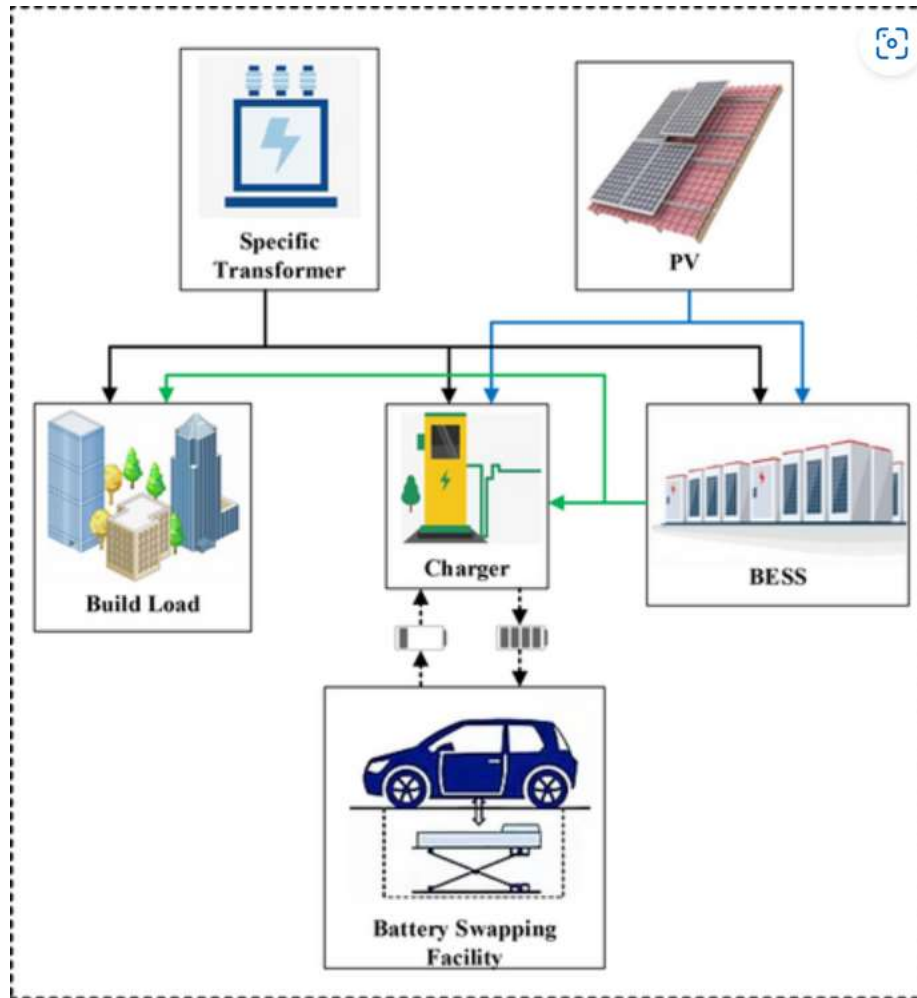 Specific
Transformer
PV
Build Load
Charger
BESS
Battery Swapping
Facility